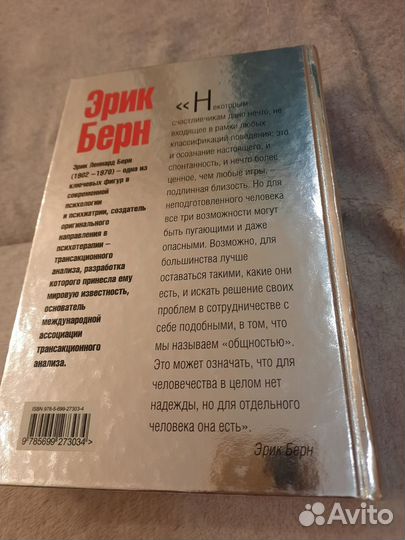 Эрик
Берн
Эрик Леннард Берн
(1902 –1970) – одна из
ключевых фигур в
современной
психологии
и психиатрии, создатель
оригинального
направления в
психотерапии –
трансакционного
анализа, разработка
которого принесла ему
мировую известность,
основатель
международной
ассоциации
трансакционного
анализа.
«Некоторым
счастливчикам дано нечто, не
входящее в рамки любых
классификаций поведения: это
и осознание настоящего, и
спонтанность, и нечто более
ценное, чем любые игры, –
подлинная близость. Но для
неподготовленного человека
все три возможности могут
быть пугающими и даже
опасными. Возможно, для
большинства лучше
оставаться такими, какие они
есть, и искать решение своих
проблем в сотрудничестве с
себе подобными, в том, что
мы называем «общностью».
Это может означать, что для
человечества в целом нет
надежды, но для отдельного
человека она есть».
Эрик Берн
ISBN 978-5-699-27303-4
9785699273034>
Avito